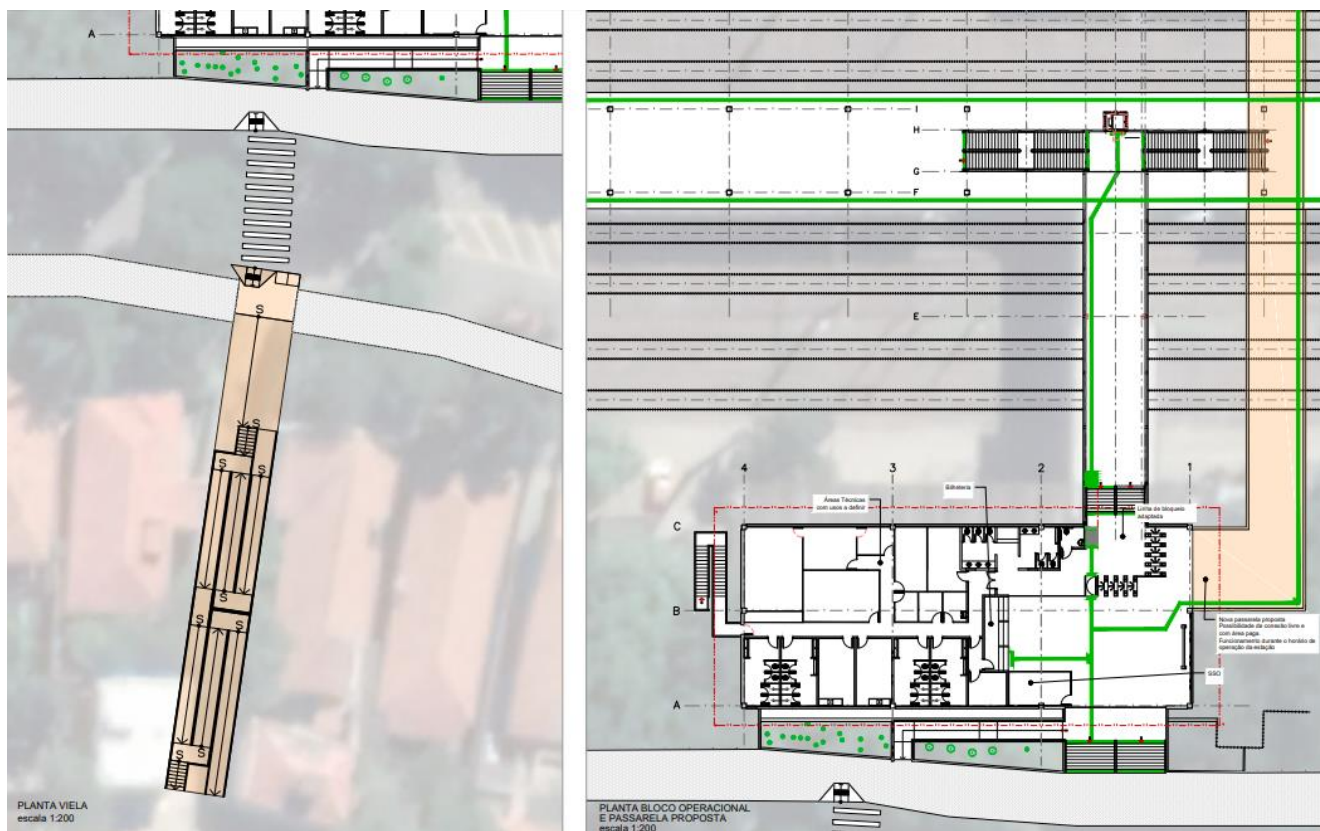 A
S
S
S
S
S
S
S
S
S
S
S
PLANTA VIELA
escala 1:200
I
H
G
F
E
4
3
2
1
Áreas Técnicas
com usos a definir
Bilheteria
Linha de bloqueio
adaptada
C
B
A
Nova passarela proposta
Possibilidade de conexão livre e
com área paga.
Funcionamento durante o horário de
operação da estação
SSO
PLANTA BLOCO OPERACIONAL
E PASSARELA PROPOSTA
escala 1:200